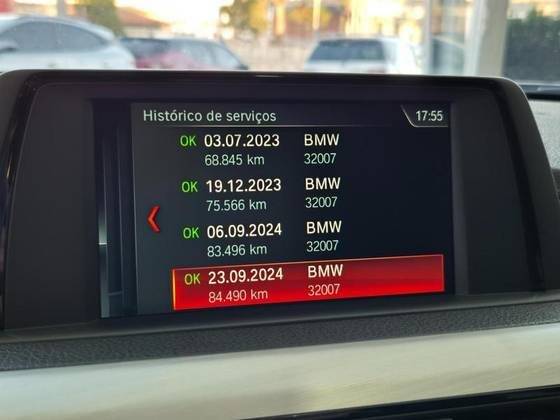 Histórico de serviços 17:55
OK 03.07.2023 BMW
68.845 km 32007
OK 19.12.2023 BMW
75.566 km 32007
OK 06.09.2024 BMW
83.496 km 32007
OK 23.09.2024 BMW
84.490 km 32007